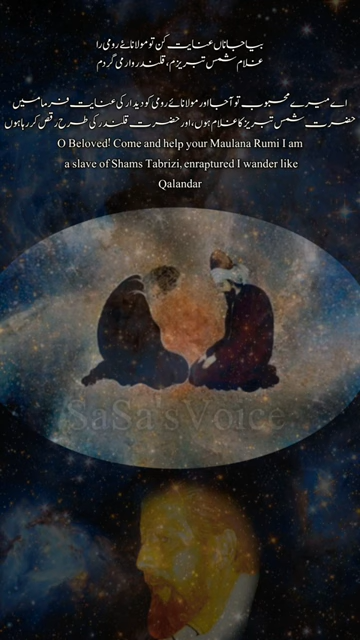 بیا جاناں عنایت کن تو مولانائے رومی را
غلام شمس تبریزم، قلندر وار می گردم
اے میرے محبوب تو آ جا اور مولانائے رومی کو دیدار کی عنایت فرما میں
حضرت شمس تبریز کا غلام ہوں، اور حضرت قلندر کی طرح رقص کر رہا ہوں
O Beloved! Come and help your Maulana Rumi I am
a slave of Shams Tabrizi, enraptured I wander like
Qalandar
SaSa'sVoice